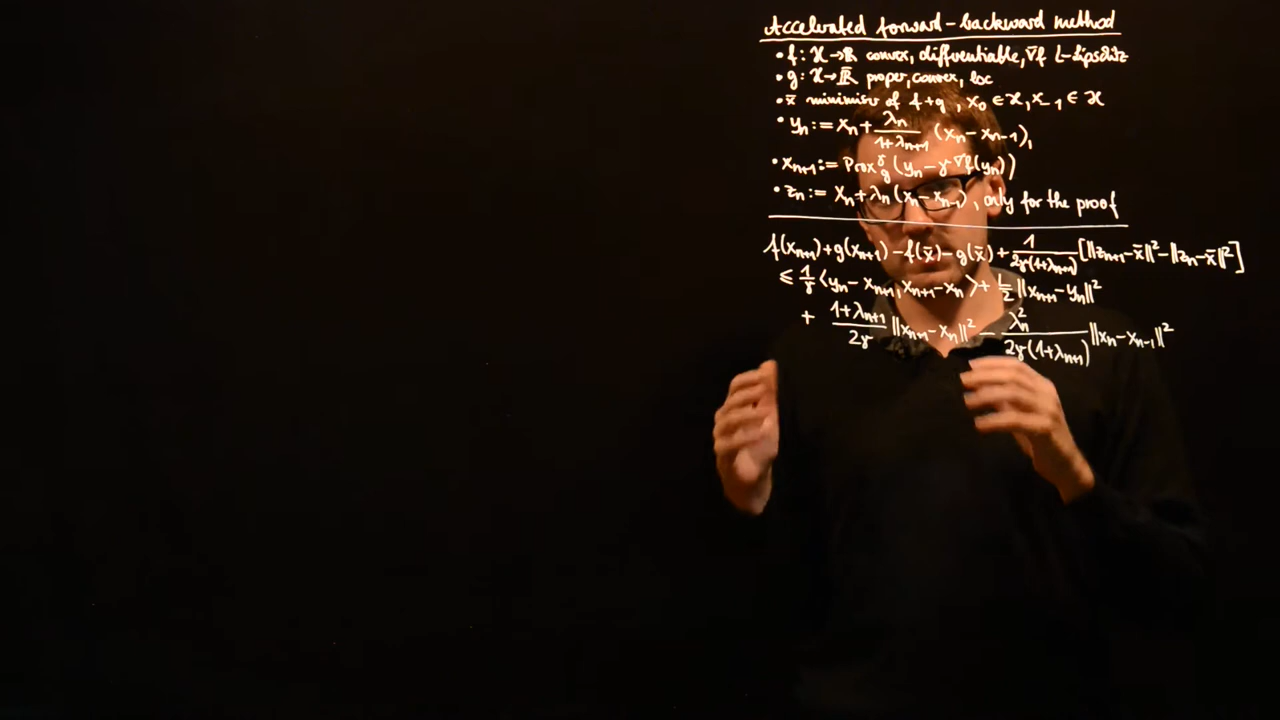 Accelerated forward-backward method
• f: X → ℝ convex, differentiable, ∇f L-Lipschitz
• g: X → ℝ̄ proper, convex, lsc
• x̄ minimiser of f+g, x₀ ∈ X, x₋₁ ∈ X
• yₙ := xₙ + λₙ/(1+λₙ₊₁) (xₙ − xₙ₋₁),
• xₙ₊₁ := Prox_g^γ (yₙ − γ∇f(yₙ))
• zₙ := xₙ + λₙ(xₙ − xₙ₋₁), only for the proof
f(xₙ₊₁) + g(xₙ₊₁) − f(x̄) − g(x̄) + 1/(2γ(1+λₙ₊₁)) [‖zₙ₊₁ − x̄‖² − ‖zₙ − x̄‖²]
≤ 1/γ ⟨yₙ − xₙ₊₁, xₙ₊₁ − xₙ⟩ + L/2 ‖xₙ₊₁ − yₙ‖²
+ (1+λₙ₊₁)/(2γ) ‖xₙ₊₁ − xₙ‖² − λₙ²/(2γ(1+λₙ₊₁)) ‖xₙ − xₙ₋₁‖²